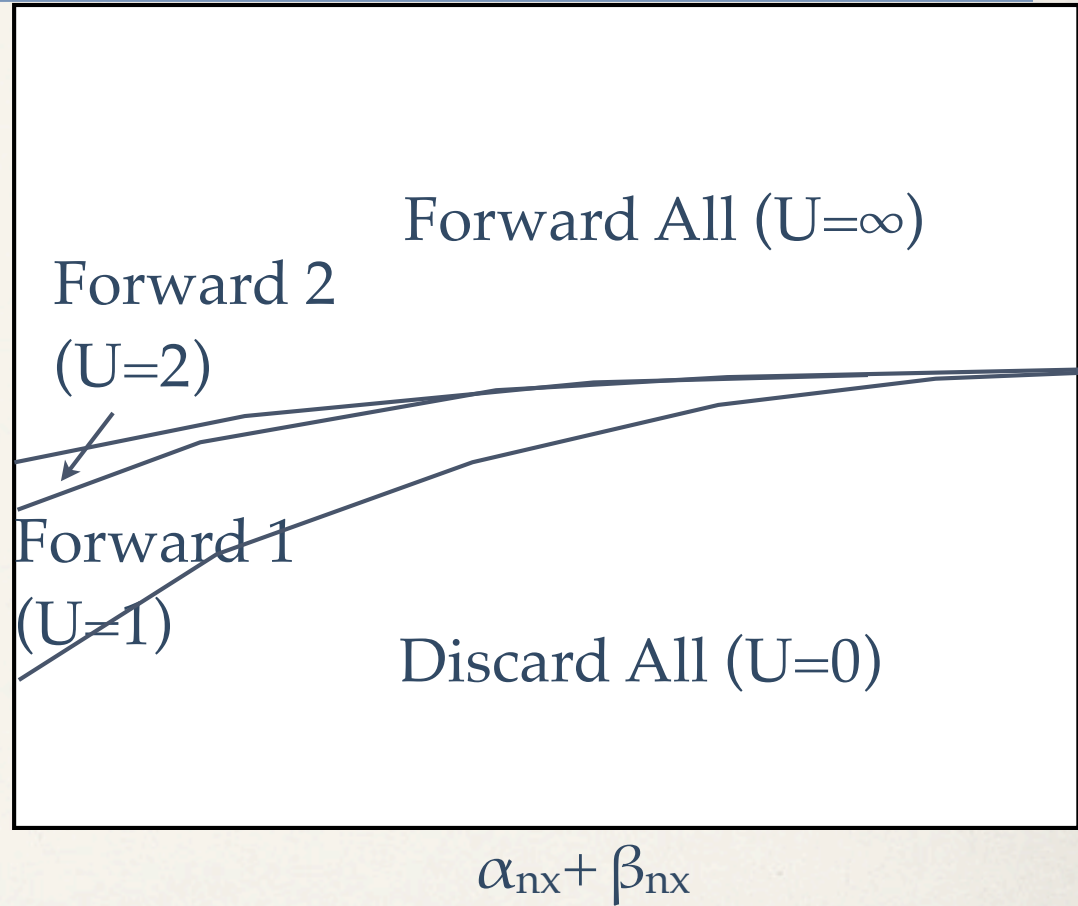 Forward All (U=∞)
Forward 2
(U=2)
Forward 1
(U=1)
Discard All (U=0)
αnx+ βnx